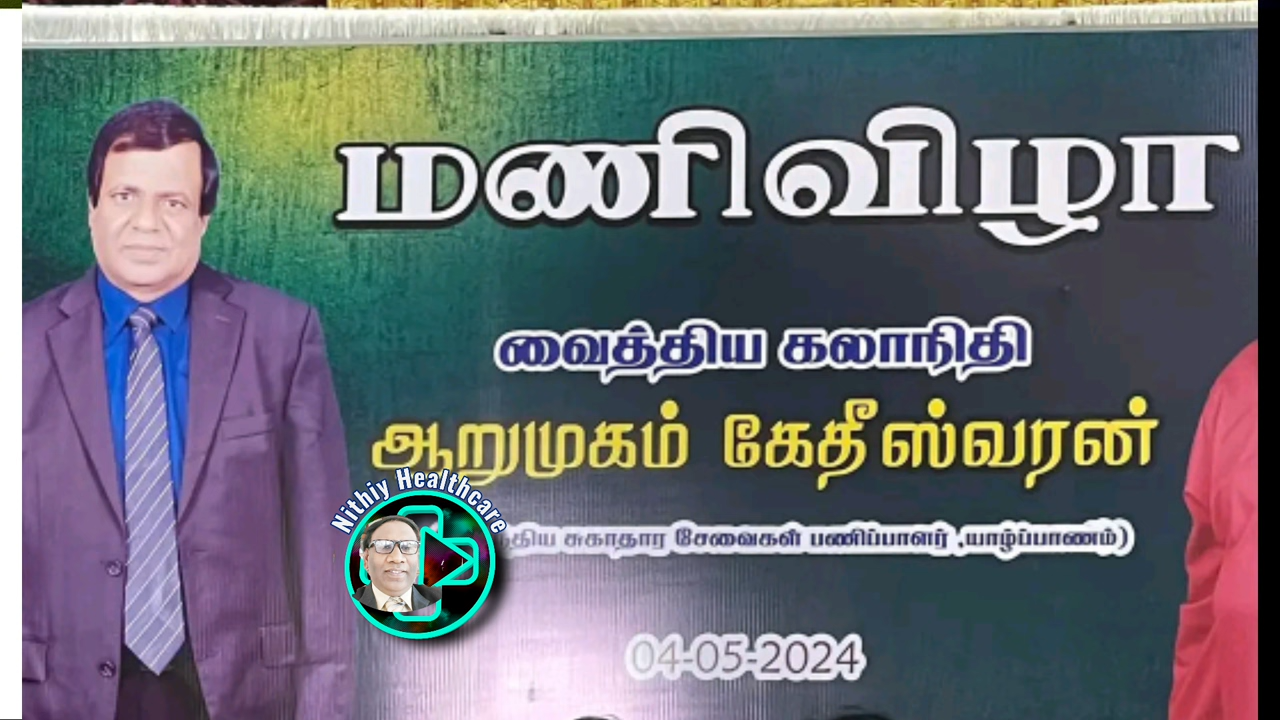 மணிவிழா
வைத்திய கலாநிதி
ஆறுமுகம் கேதீஸ்வரன்
சுகாதார சேவைகள் பணிப்பாளர் ,யாழ்ப்பாணம்)
04-05-2024
Nithiy Healthcare